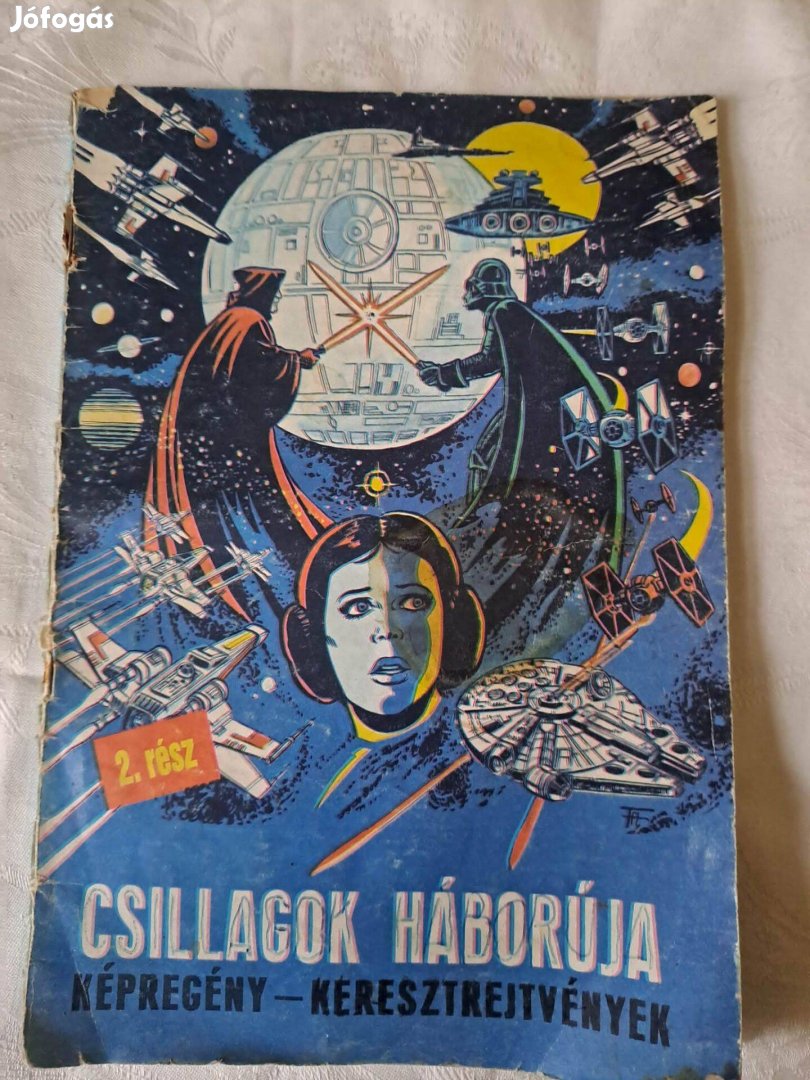 Jófogás
2. rész
CSILLAGOK HÁBORÚJA
KÉPREGÉNY – KERESZTREJTVÉNYEK